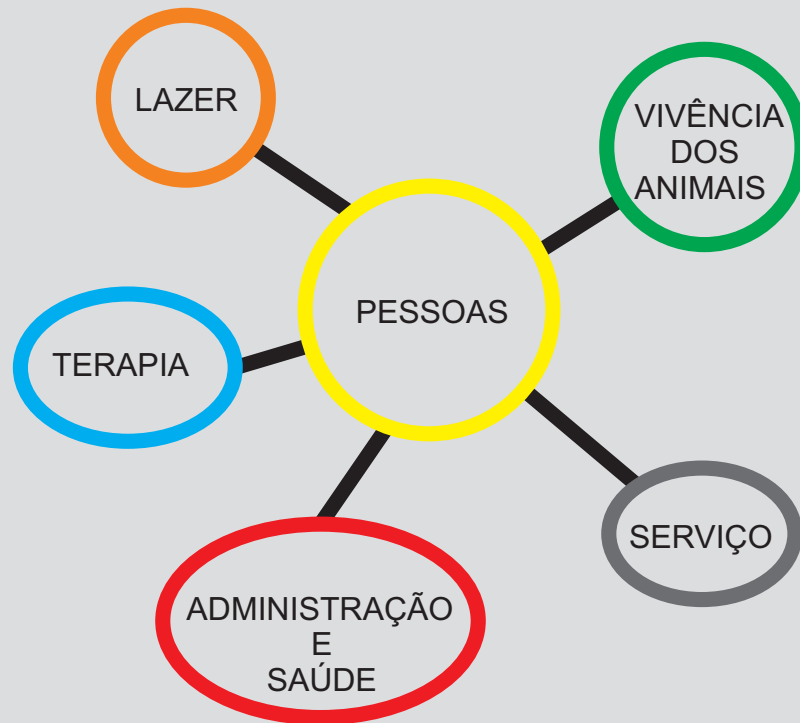 LAZER
VIVÊNCIA
DOS
ANIMAIS
PESSOAS
TERAPIA
SERVIÇO
ADMINISTRAÇÃO
E
SAÚDE